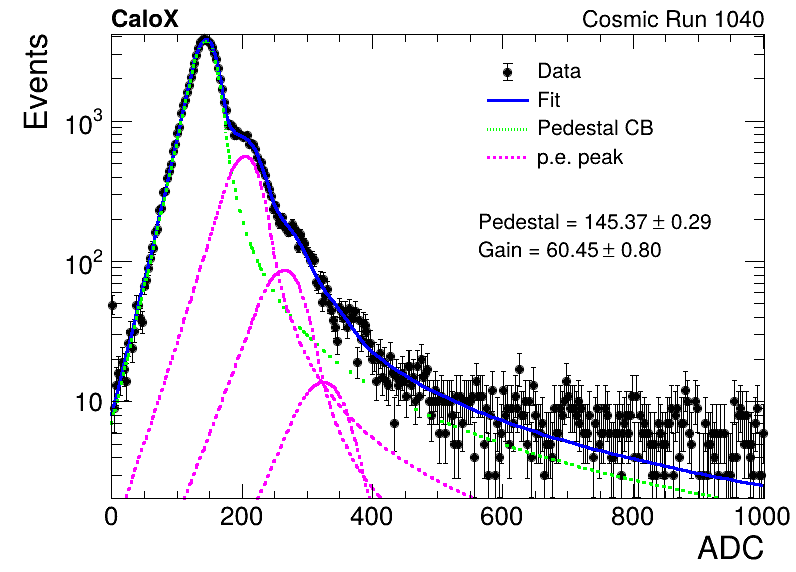 CaloX Cosmic Run 1040
Events
Data
Fit
Pedestal CB
p.e. peak
Pedestal = 145.37 ± 0.29
Gain = 60.45 ± 0.80
10³
10²
10
0 200 400 600 800 1000
ADC